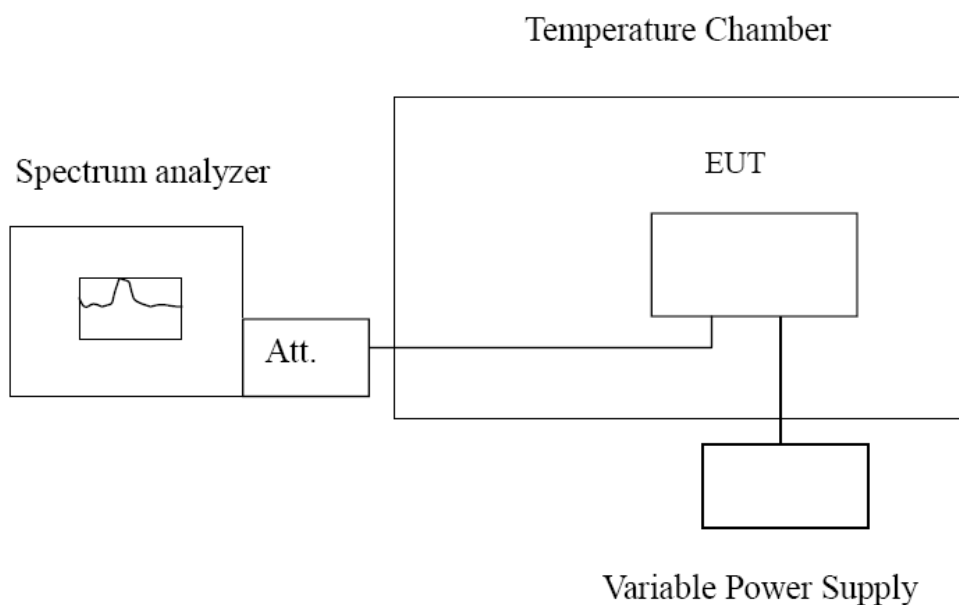 Temperature Chamber
Spectrum analyzer
EUT
Att.
Variable Power Supply